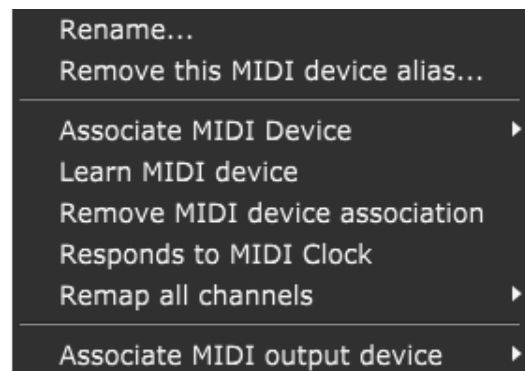 Rename...
Remove this MIDI device alias...
Associate MIDI Device
Learn MIDI device
Remove MIDI device association
Responds to MIDI Clock
Remap all channels
Associate MIDI output device